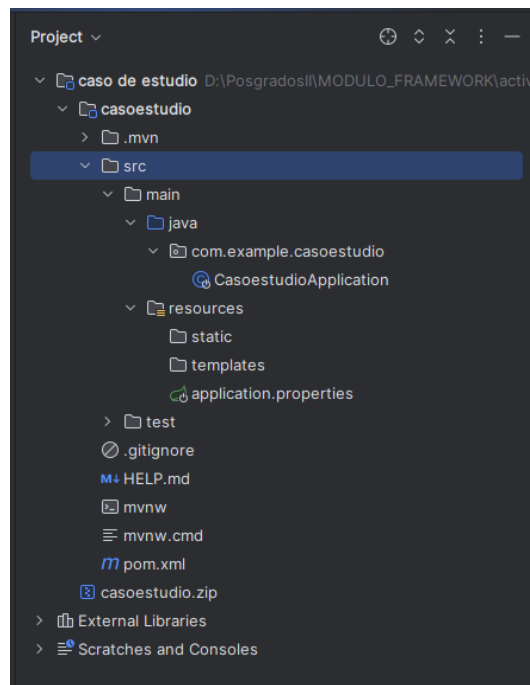 Project
caso de estudio D:\PosgradosII\MODULO_FRAMEWORK\activ
casoestudio
.mvn
src
main
java
com.example.casoestudio
CasoestudioApplication
resources
static
templates
application.properties
test
.gitignore
M↓ HELP.md
mvnw
mvnw.cmd
m pom.xml
casoestudio.zip
External Libraries
Scratches and Consoles